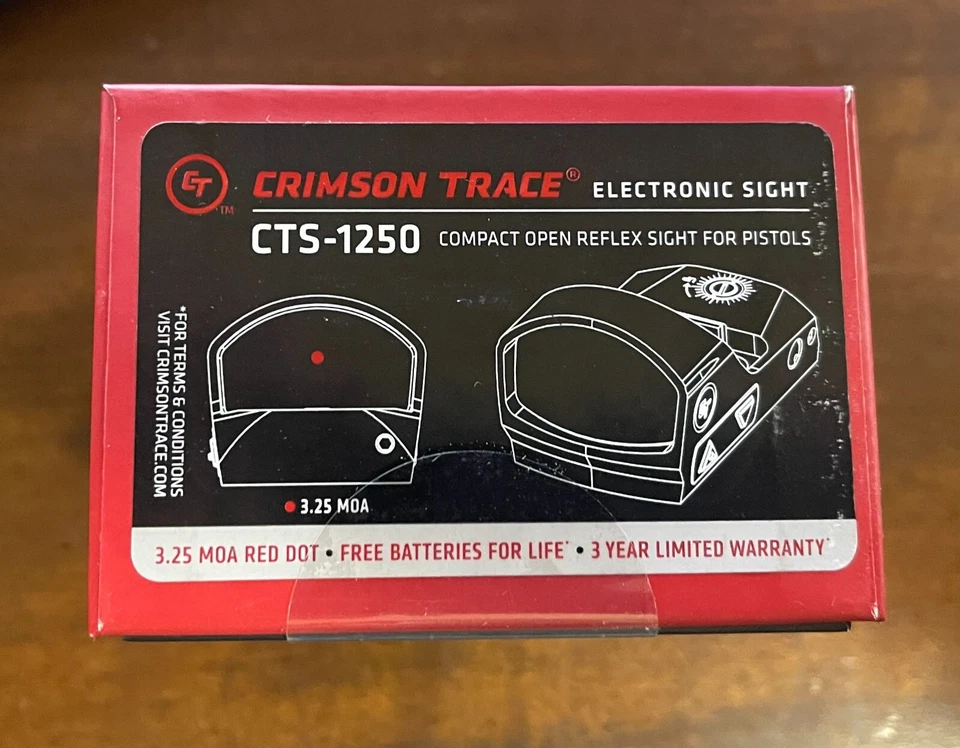 CT TM
CRIMSON TRACE® ELECTRONIC SIGHT
CTS-1250 COMPACT OPEN REFLEX SIGHT FOR PISTOLS
*FOR TERMS & CONDITIONS
VISIT CRIMSONTRACE.COM
CT
3.25 MOA
3.25 MOA RED DOT • FREE BATTERIES FOR LIFE* • 3 YEAR LIMITED WARRANTY*